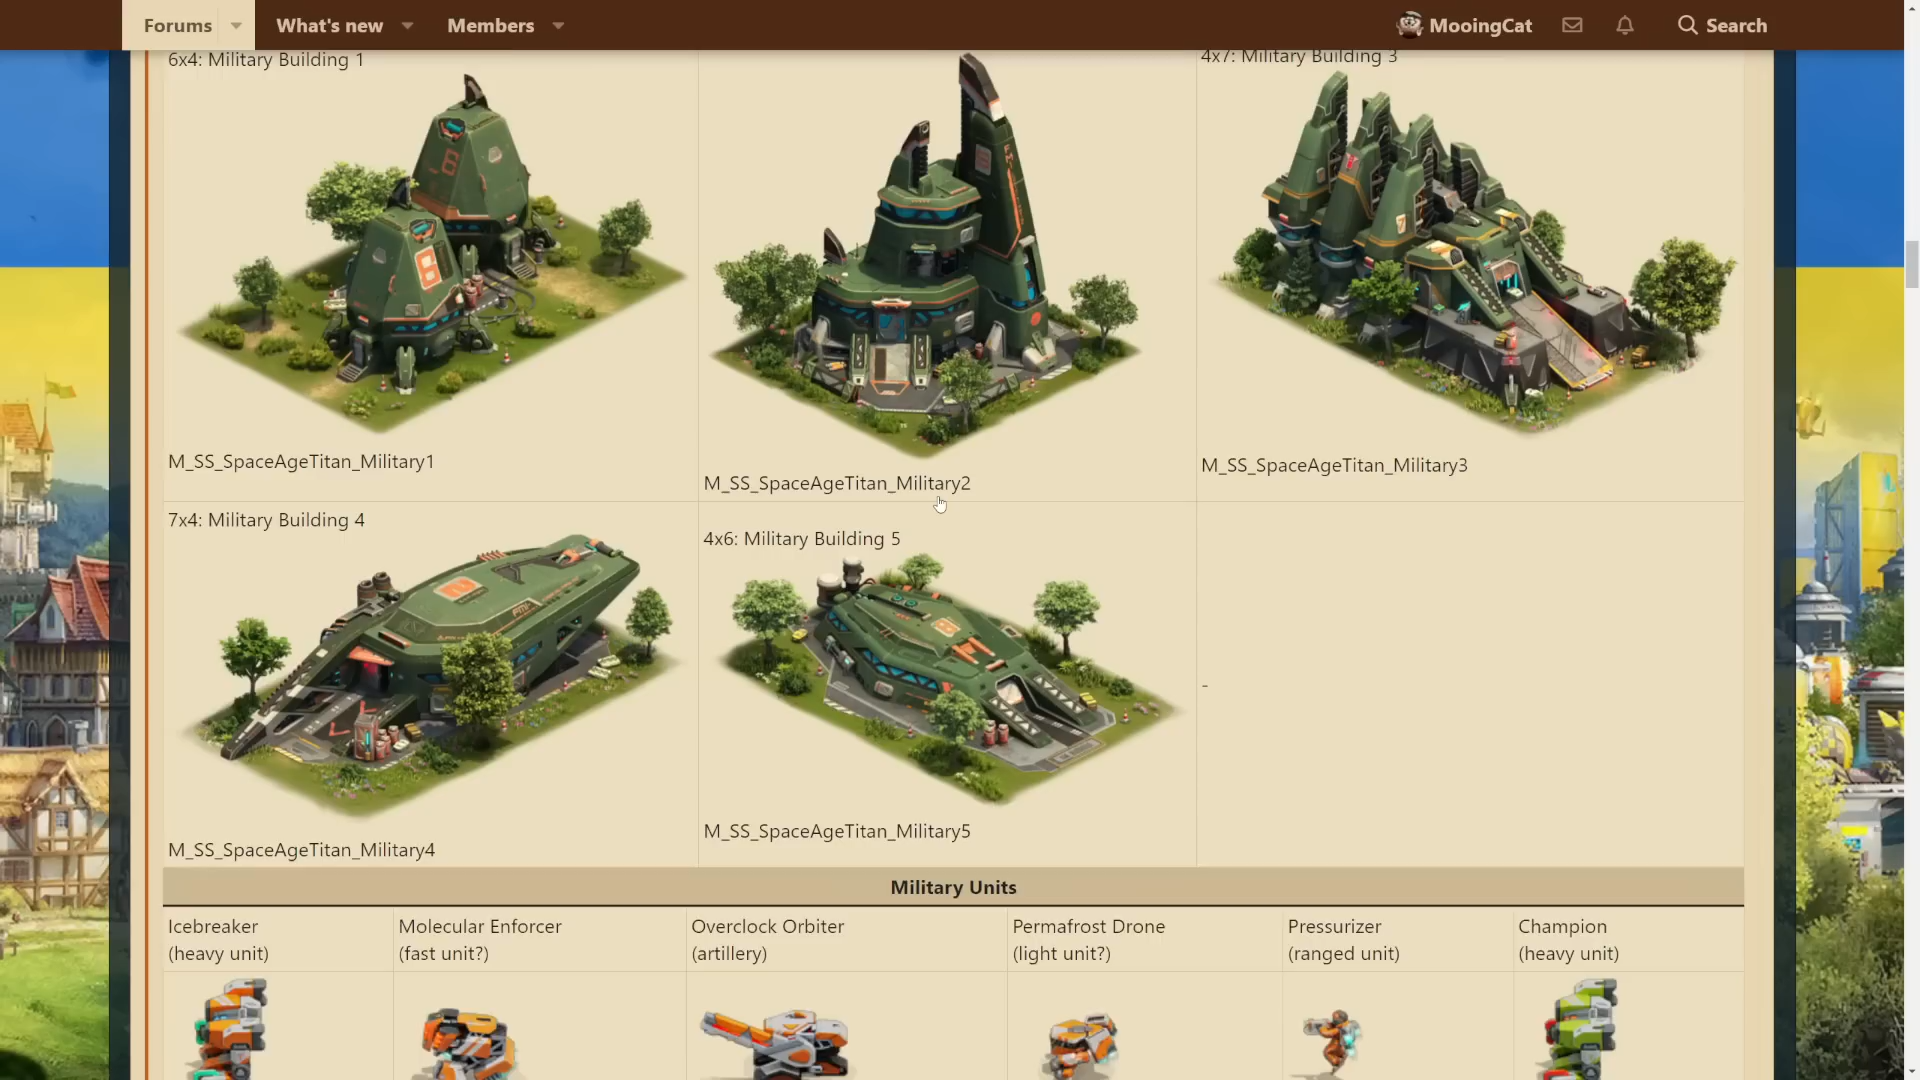 Forums
What's new
Members
MooingCat
Search
6x4: Military Building 1
4x7: Military Building 3
M_SS_SpaceAgeTitan_Military1
M_SS_SpaceAgeTitan_Military2
M_SS_SpaceAgeTitan_Military3
7x4: Military Building 4
4x6: Military Building 5
-
M_SS_SpaceAgeTitan_Military4
M_SS_SpaceAgeTitan_Military5
Military Units
Icebreaker
(heavy unit)
Molecular Enforcer
(fast unit?)
Overclock Orbiter
(artillery)
Permafrost Drone
(light unit?)
Pressurizer
(ranged unit)
Champion
(heavy unit)